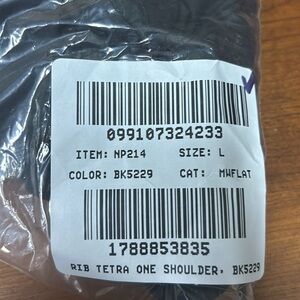 099107324233
ITEM: NP214 SIZE: L
COLOR: BK5229 CAT: MWFLAT
1788853835
RIB TETRA ONE SHOULDER, BK5229